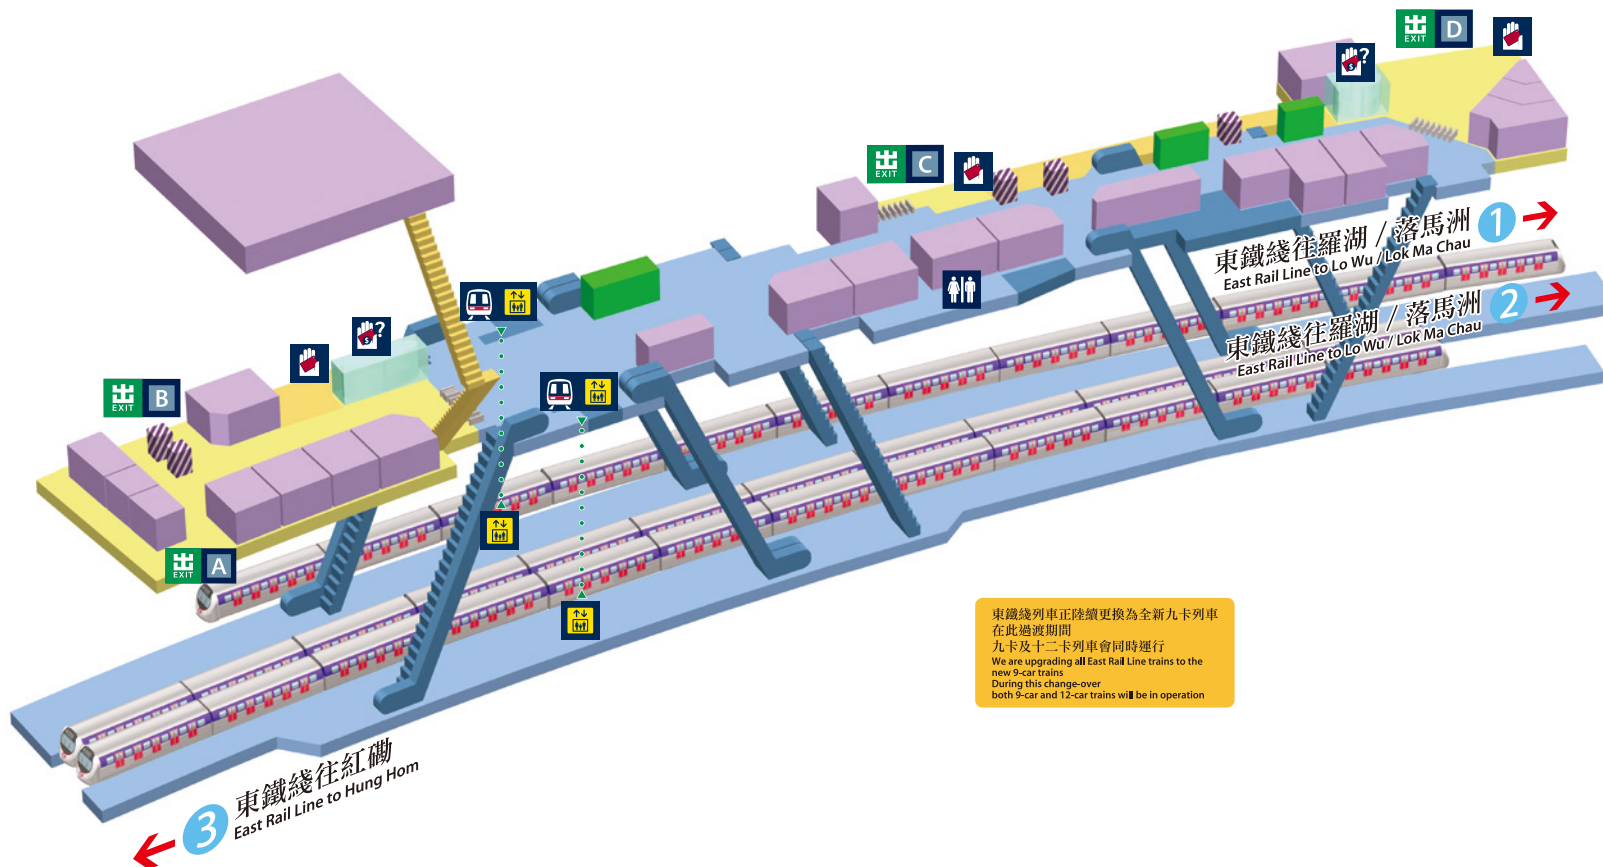 出 EXIT D
?
$
出 EXIT C
東鐵綫往羅湖 / 落馬洲 1
East Rail Line to Lo Wu / Lok Ma Chau
東鐵綫往羅湖 / 落馬洲 2
East Rail Line to Lo Wu / Lok Ma Chau
?
$
出 EXIT B
出 EXIT A
東鐵綫列車正陸續更換為全新九卡列車
在此過渡期間
九卡及十二卡列車會同時運行
We are upgrading all East Rail Line trains to the
new 9-car trains
During this change-over
both 9-car and 12-car trains will be in operation
3 東鐵綫往紅磡
East Rail Line to Hung Hom